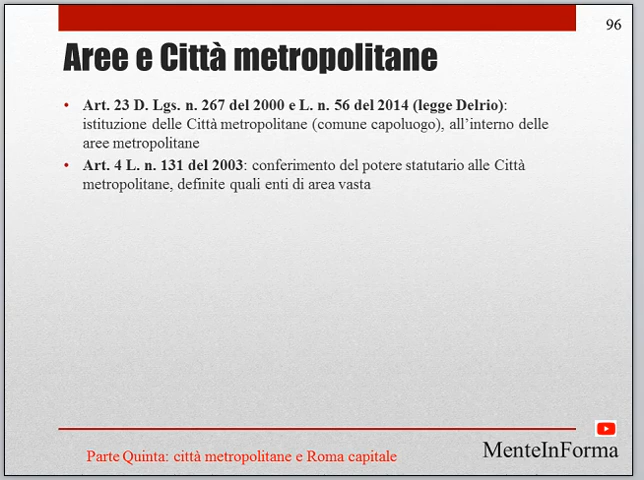 96
Aree e Città metropolitane
• Art. 23 D. Lgs. n. 267 del 2000 e L. n. 56 del 2014 (legge Delrio):
istituzione delle Città metropolitane (comune capoluogo), all’interno delle
aree metropolitane
• Art. 4 L. n. 131 del 2003: conferimento del potere statutario alle Città
metropolitane, definite quali enti di area vasta
Parte Quinta: città metropolitane e Roma capitale
MenteInForma